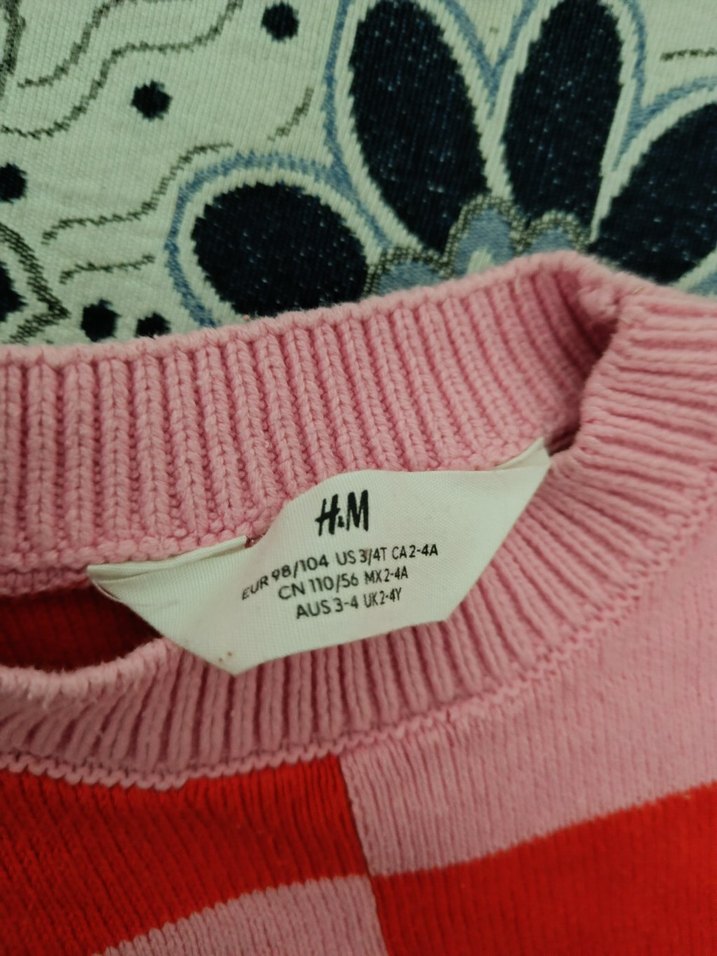 H&M
EUR 98/104 US 3/4T CA 2-4A
CN 110/56 MX 2-4A
AUS 3-4 UK 2-4Y